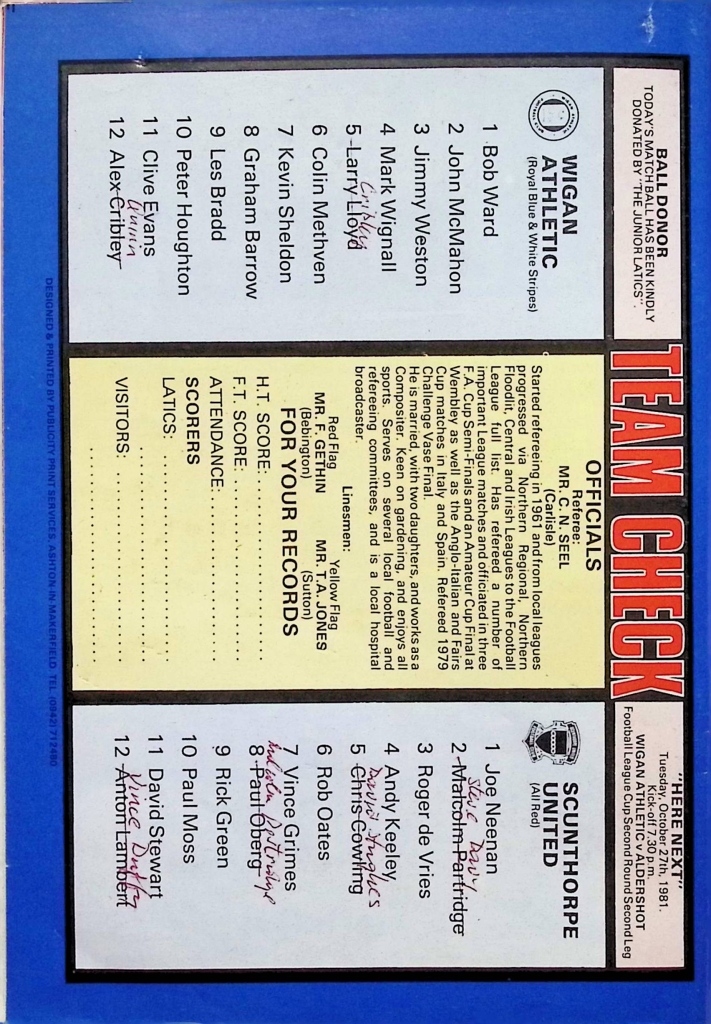 BALL DONOR
TODAY'S MATCH BALL HAS BEEN KINDLY
DONATED BY "THE JUNIOR LATICS".
TEAM CHECK
"HERE NEXT"
Tuesday, October 27th, 1981.
Kick-off 7.30 p.m.
WIGAN ATHLETIC v ALDERSHOT
Football League Cup Second Round Second Leg
WIGAN
ATHLETIC
(Royal Blue & White Stripes)
1 Bob Ward
2 John McMahon
3 Jimmy Weston
4 Mark Wignall
Cribley
5 Larry Lloyd
6 Colin Methven
7 Kevin Sheldon
8 Graham Barrow
9 Les Bradd
10 Peter Houghton
11 Clive Evans
Quinn
12 Alex Cribley
OFFICIALS
Referee:
MR. C. N. SEEL
(Carlisle)
Started refereeing in 1961 and from local leagues
progressed via Northern Regional, Northern
Floodlit, Central and Irish Leagues to the Football
League full list. Has refereed a number of
important League matches and officiated in three
F.A. Cup Semi-Finals and an Amateur Cup Final at
Wembley as well as the Anglo-Italian and Fairs
Cup matches in Italy and Spain. Refereed 1979
Challenge Vase Final.
He is married, with two daughters, and works as a
Compositer. Keen on gardening, and enjoys all
sports. Serves on several local football and
refereeing committees, and is a local hospital
broadcaster.
Linesmen:
Red Flag Yellow Flag
MR. F. GETHIN MR. T.A. JONES
(Bebington) (Sutton)
FOR YOUR RECORDS
H.T. SCORE:
F.T. SCORE:
ATTENDANCE:
SCORERS
LATICS:
VISITORS:
SCUNTHORPE
UNITED
(All Red)
1 Joe Neenan
Steve Davy
2 Malcolm Partridge
3 Roger de Vries
4 Andy Keeley
David Hughes
5 Chris Cowling
6 Rob Oates
7 Vince Grimes
Malcolm Partridge
8 Paul Oberg
9 Rick Green
10 Paul Moss
11 David Stewart
Vince Duffy
12 Anton Lambert
DESIGNED & PRINTED BY PUBLICITY PRINT SERVICES, ASHTON IN MAKERFIELD TEL (0942) 712460